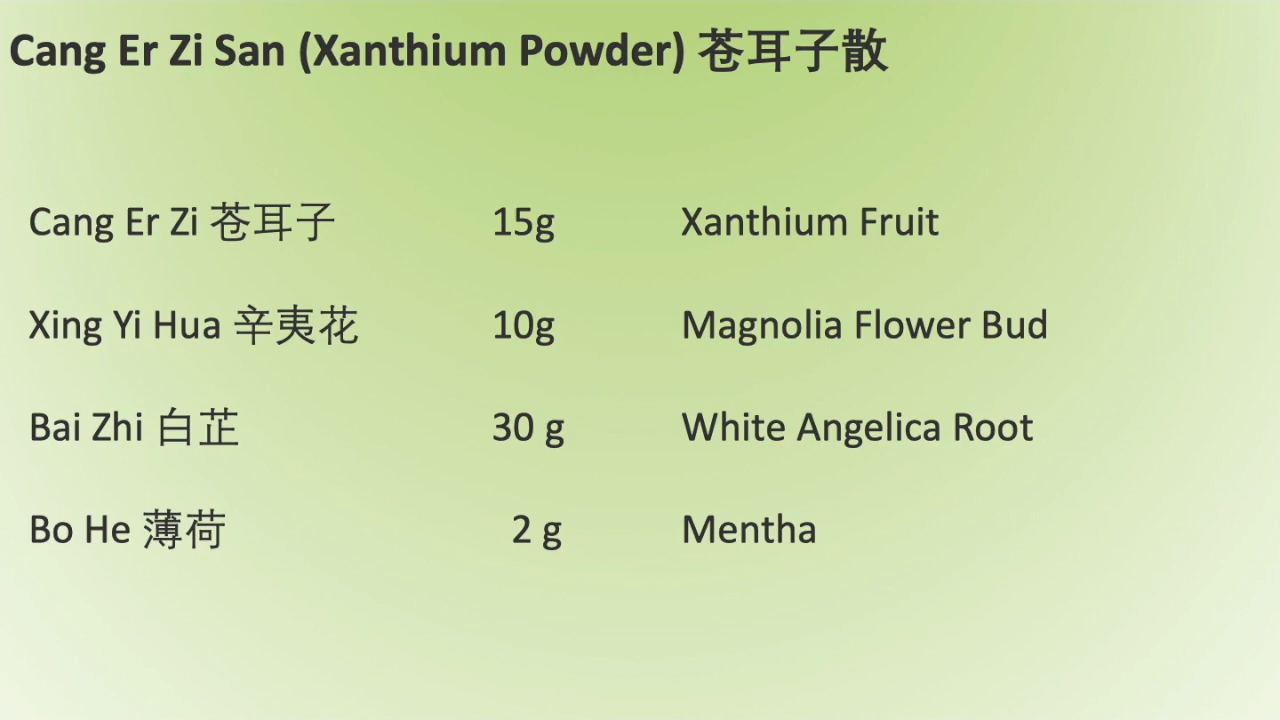 Cang Er Zi San (Xanthium Powder) 苍耳子散
Cang Er Zi 苍耳子 15g Xanthium Fruit
Xing Yi Hua 辛夷花 10g Magnolia Flower Bud
Bai Zhi 白芷 30 g White Angelica Root
Bo He 薄荷 2 g Mentha